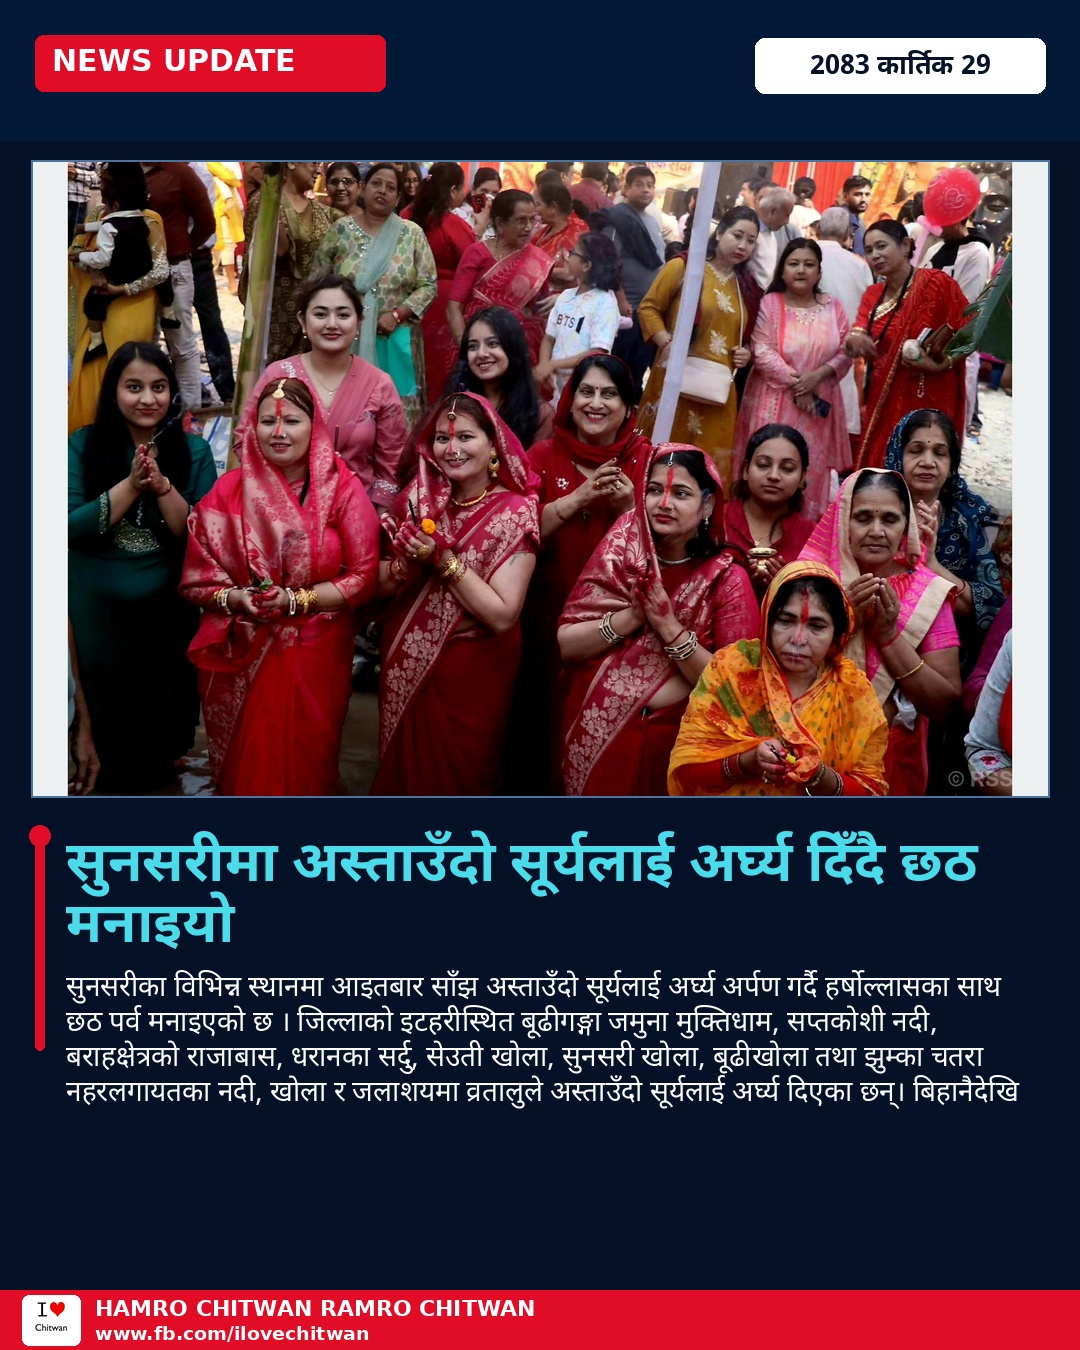 NEWS UPDATE
2083 कार्तिक 29
BTS
© RSS
सुनसरीमा अस्ताउँदो सूर्यलाई अर्घ्य दिँदै छठ
मनाइयो
सुनसरीका विभिन्न स्थानमा आइतबार साँझ अस्ताउँदो सूर्यलाई अर्घ्य अर्पण गर्दै हर्षोल्लासका साथ
छठ पर्व मनाइएको छ । जिल्लाको इटहरीस्थित बूढीगङ्गा जमुना मुक्तिधाम, सप्तकोशी नदी,
बराहक्षेत्रको राजाबास, धरानका सर्दु, सेउती खोला, सुनसरी खोला, बूढीखोला तथा झुम्का चतरा
नहरलगायतका नदी, खोला र जलाशयमा व्रतालुले अस्ताउँदो सूर्यलाई अर्घ्य दिएका छन्। बिहानैदेखि
I♥
Chitwan
HAMRO CHITWAN RAMRO CHITWAN
www.fb.com/ilovechitwan